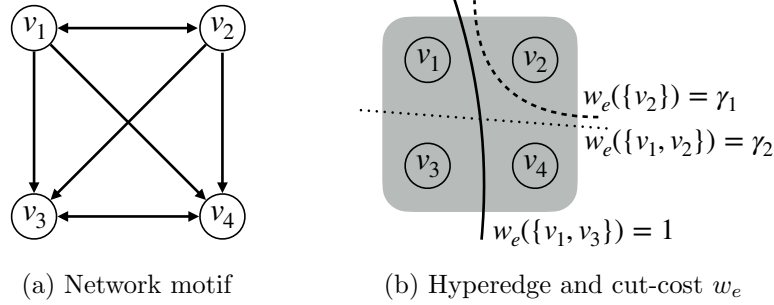 v₁ v₂
v₃ v₄
(a) Network motif
v₁ v₂
wₑ({v₂}) = γ₁
wₑ({v₁, v₂}) = γ₂
v₃ v₄
wₑ({v₁, v₃}) = 1
(b) Hyperedge and cut-cost wₑ